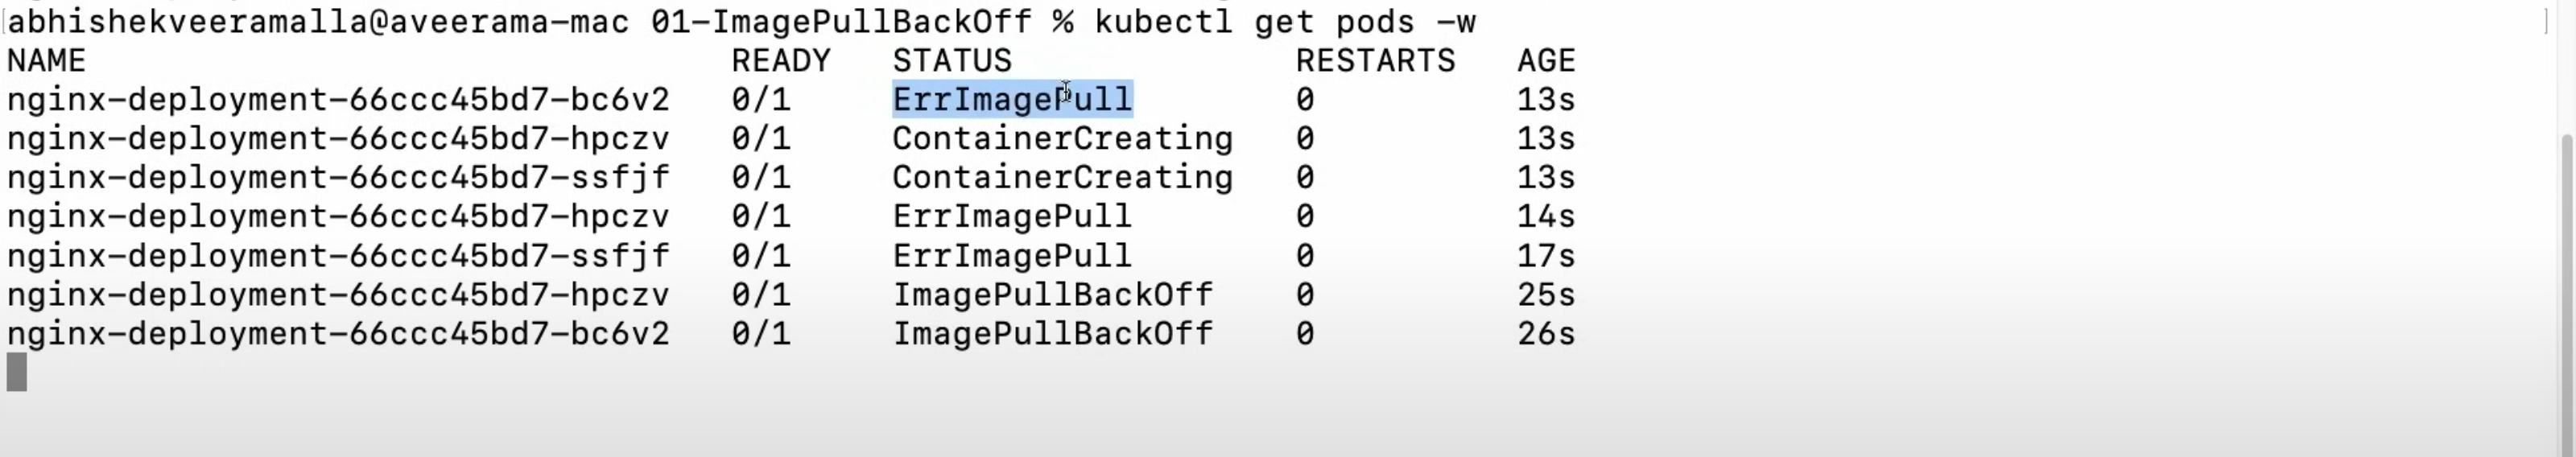 abhishekveeramalla@aveerama-mac 01-ImagePullBackOff % kubectl get pods -w
NAME READY STATUS RESTARTS AGE
nginx-deployment-66ccc45bd7-bc6v2 0/1 ErrImagePull 0 13s
nginx-deployment-66ccc45bd7-hpczv 0/1 ContainerCreating 0 13s
nginx-deployment-66ccc45bd7-ssfjf 0/1 ContainerCreating 0 13s
nginx-deployment-66ccc45bd7-hpczv 0/1 ErrImagePull 0 14s
nginx-deployment-66ccc45bd7-ssfjf 0/1 ErrImagePull 0 17s
nginx-deployment-66ccc45bd7-hpczv 0/1 ImagePullBackOff 0 25s
nginx-deployment-66ccc45bd7-bc6v2 0/1 ImagePullBackOff 0 26s